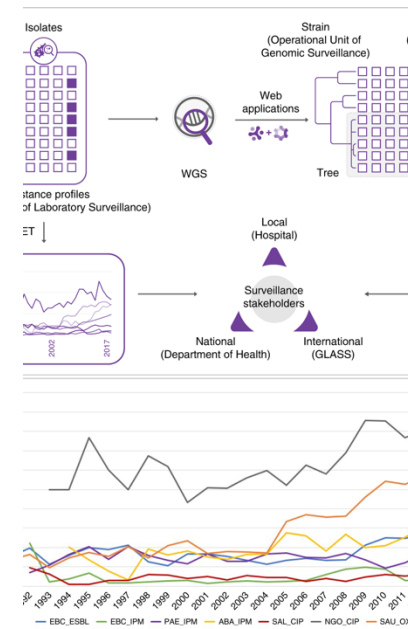 Isolates
Strain
(Operational Unit of
Genomic Surveillance)
Web
applications
WGS
Tree
stance profiles
of Laboratory Surveillance)
ET
Local
(Hospital)
Surveillance
stakeholders
2002
2017
National
(Department of Health)
International
(GLASS)
92 1993 1994 1995 1996 1997 1998 1999 2000 2001 2002 2003 2004 2005 2006 2007 2008 2009 2010 2011
EBC_ESBL EBC_IPM PAE_IPM ABA_IPM SAL_CIP NGO_CIP SAU_OX